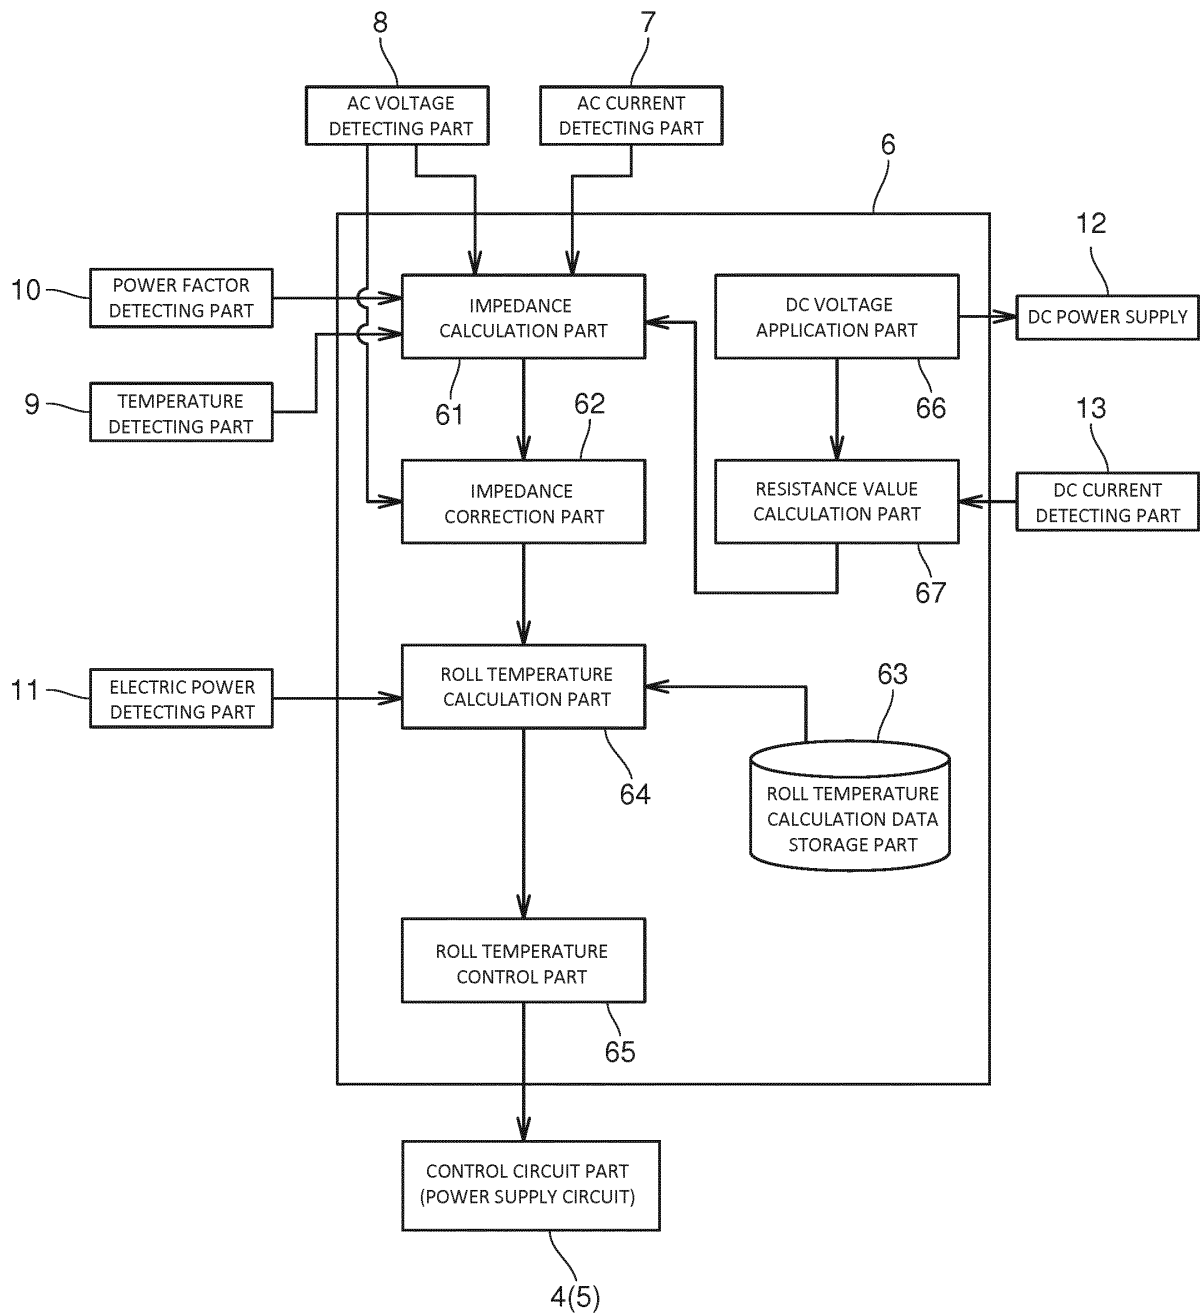 8
7
AC VOLTAGE
DETECTING PART
AC CURRENT
DETECTING PART
6
12
10
POWER FACTOR
DETECTING PART
IMPEDANCE
CALCULATION PART
DC VOLTAGE
APPLICATION PART
DC POWER SUPPLY
9
TEMPERATURE
DETECTING PART
61
62
66
13
IMPEDANCE
CORRECTION PART
RESISTANCE VALUE
CALCULATION PART
DC CURRENT
DETECTING PART
67
11
ELECTRIC POWER
DETECTING PART
ROLL TEMPERATURE
CALCULATION PART
63
64
ROLL TEMPERATURE
CALCULATION DATA
STORAGE PART
ROLL TEMPERATURE
CONTROL PART
65
CONTROL CIRCUIT PART
(POWER SUPPLY CIRCUIT)
4(5)